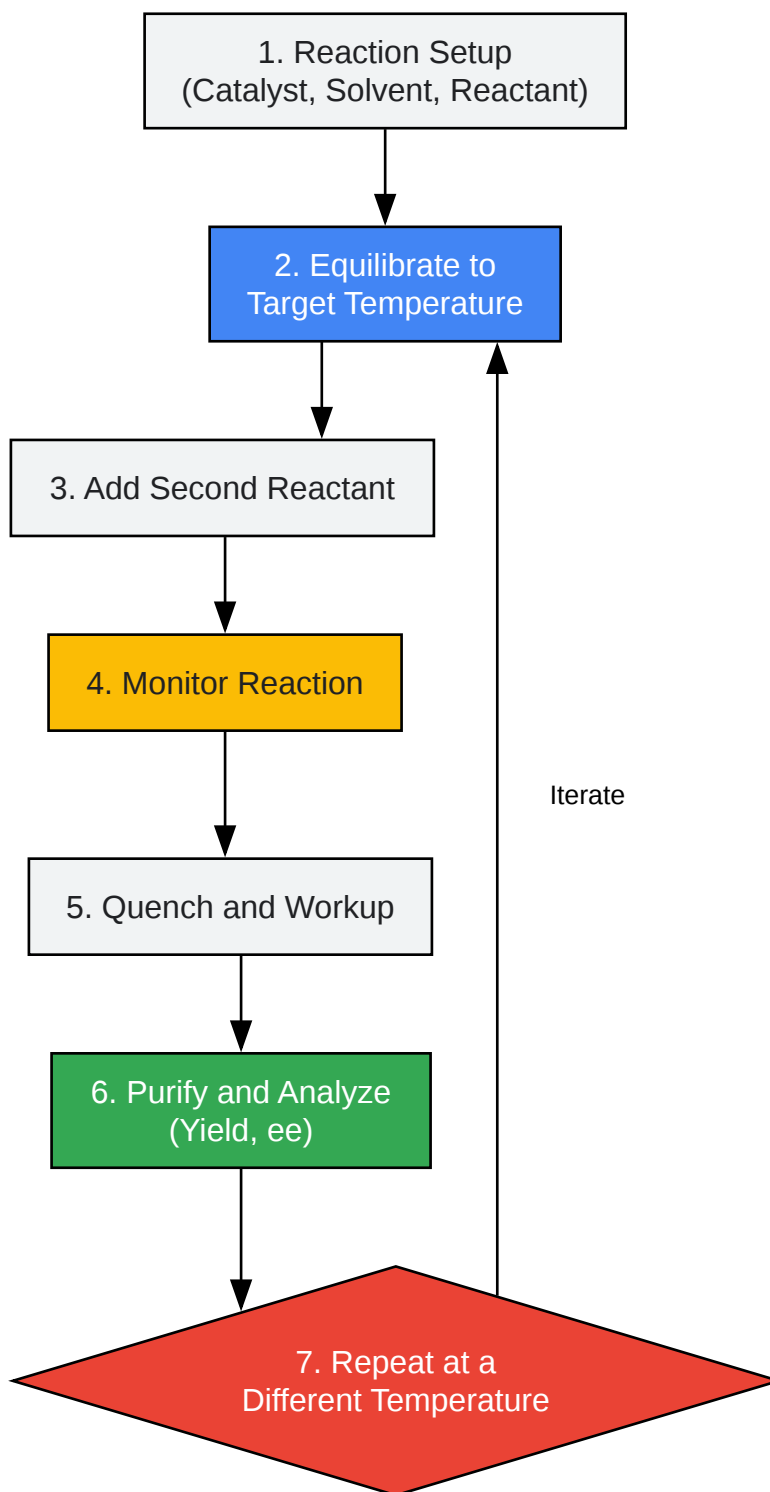 1. Reaction Setup
(Catalyst, Solvent, Reactant)
2. Equilibrate to
Target Temperature
3. Add Second Reactant
4. Monitor Reaction
Iterate
5. Quench and Workup
6. Purify and Analyze
(Yield, ee)
7. Repeat at a
Different Temperature